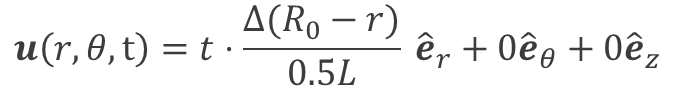 𝒖(r, θ, t) = t · Δ(R₀ − r) / 0.5L ê_r + 0ê_θ + 0ê_z